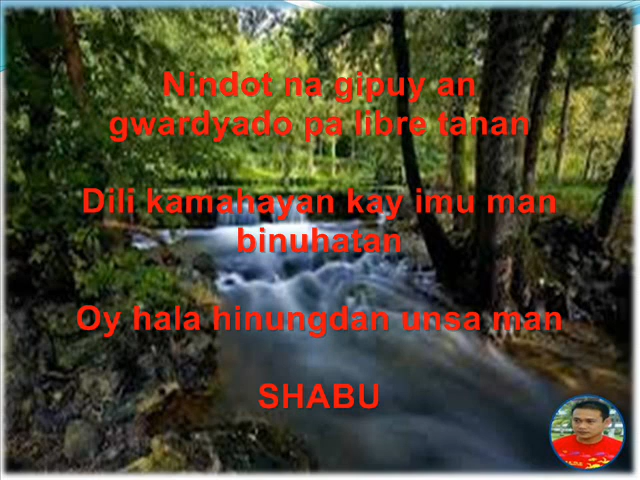 Nindot na gipuy an
gwardyado pa libre tanan
Dili kamahayan kay imu man
binuhatan
Oy hala hinungdan unsa man
SHABU